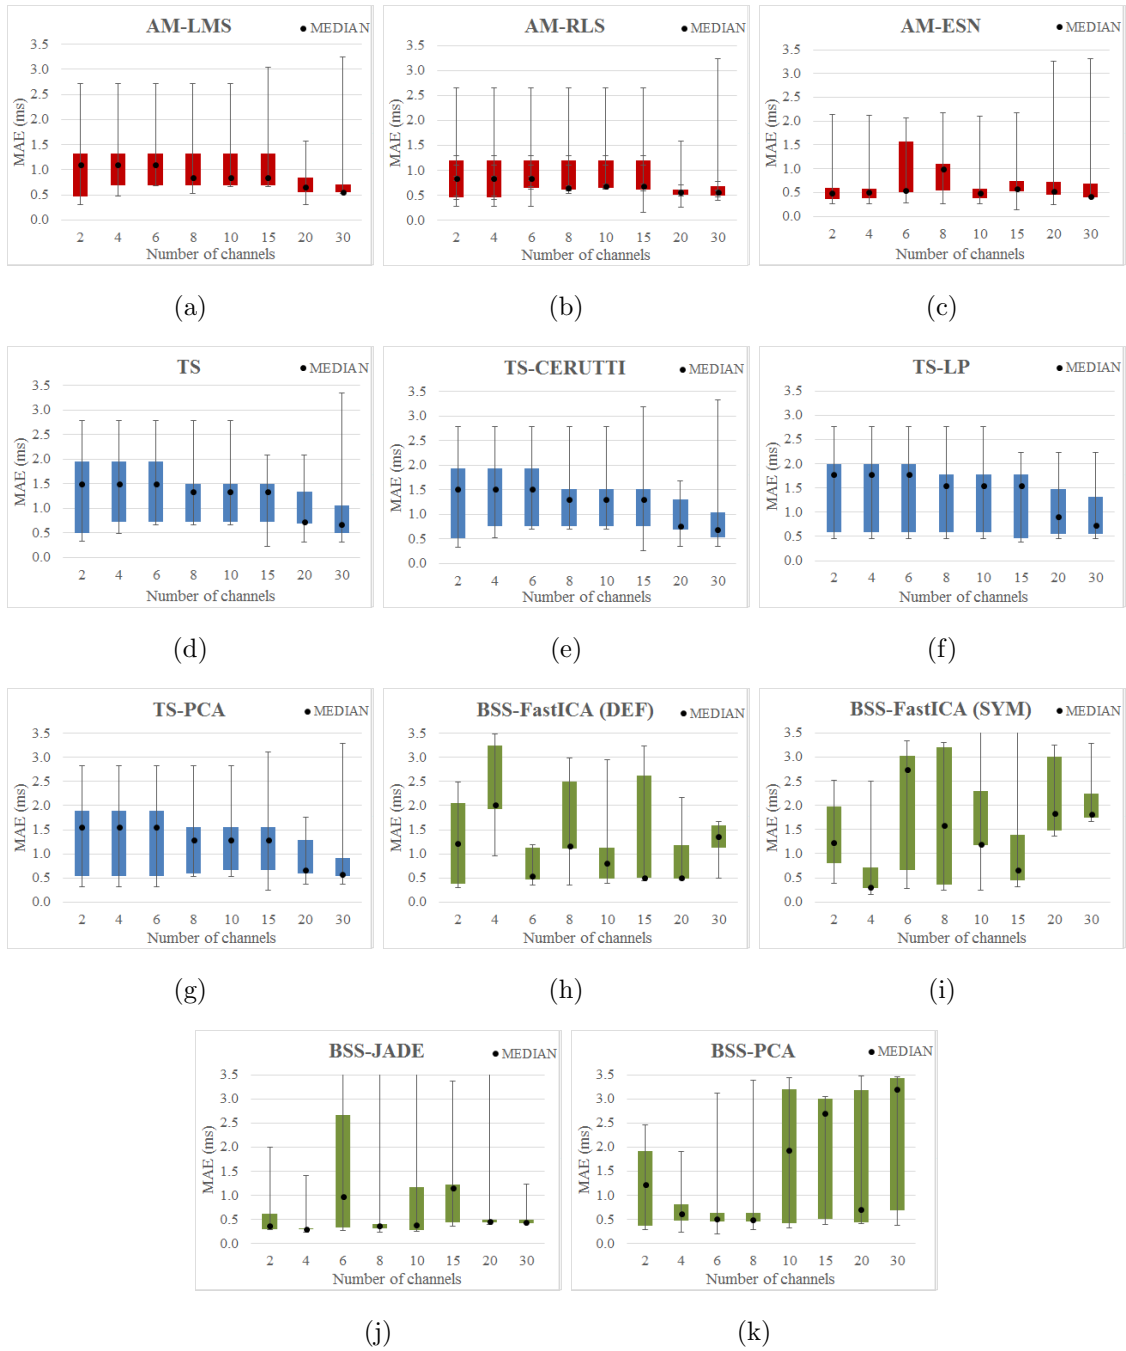 AM-LMS
MEDIAN
3.5
3.0
2.5
2.0
1.5
1.0
0.5
0.0
MAE (ms)
2 4 6 8 10 15 20 30
Number of channels
(a)
AM-RLS
MEDIAN
3.5
3.0
2.5
2.0
1.5
1.0
0.5
0.0
MAE (ms)
2 4 6 8 10 15 20 30
Number of channels
(b)
AM-ESN
MEDIAN
3.5
3.0
2.5
2.0
1.5
1.0
0.5
0.0
MAE (ms)
2 4 6 8 10 15 20 30
Number of channels
(c)
TS
MEDIAN
3.5
3.0
2.5
2.0
1.5
1.0
0.5
0.0
MAE (ms)
2 4 6 8 10 15 20 30
Number of channels
(d)
TS-CERUTTI
MEDIAN
3.5
3.0
2.5
2.0
1.5
1.0
0.5
0.0
MAE (ms)
2 4 6 8 10 15 20 30
Number of channels
(e)
TS-LP
MEDIAN
3.5
3.0
2.5
2.0
1.5
1.0
0.5
0.0
MAE (ms)
2 4 6 8 10 15 20 30
Number of channels
(f)
TS-PCA
MEDIAN
3.5
3.0
2.5
2.0
1.5
1.0
0.5
0.0
MAE (ms)
2 4 6 8 10 15 20 30
Number of channels
(g)
BSS-FastICA (DEF)
MEDIAN
3.5
3.0
2.5
2.0
1.5
1.0
0.5
0.0
MAE (ms)
2 4 6 8 10 15 20 30
Number of channels
(h)
BSS-FastICA (SYM)
MEDIAN
3.5
3.0
2.5
2.0
1.5
1.0
0.5
0.0
MAE (ms)
2 4 6 8 10 15 20 30
Number of channels
(i)
BSS-JADE
MEDIAN
3.5
3.0
2.5
2.0
1.5
1.0
0.5
0.0
MAE (ms)
2 4 6 8 10 15 20 30
Number of channels
(j)
BSS-PCA
MEDIAN
3.5
3.0
2.5
2.0
1.5
1.0
0.5
0.0
MAE (ms)
2 4 6 8 10 15 20 30
Number of channels
(k)